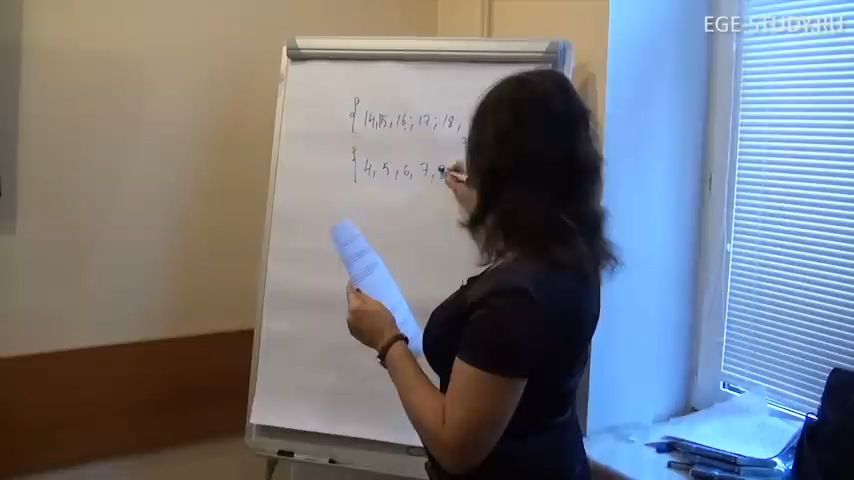 EGE-STUDY.RU
{ 14, 15, 16; 17; 18,
{ 4, 5, 6, 7,